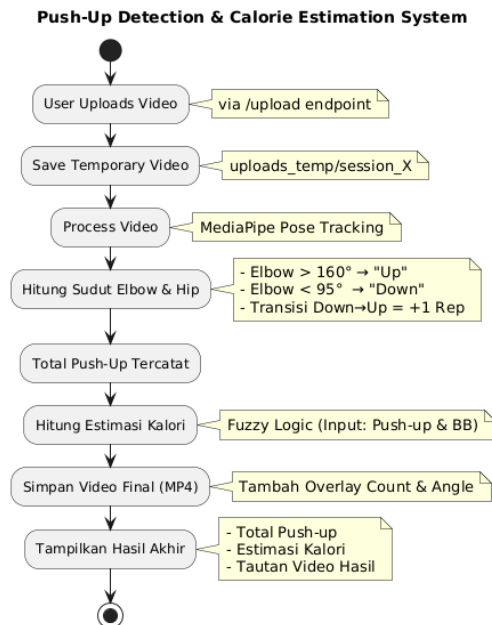 Push-Up Detection & Calorie Estimation System
User Uploads Video
via /upload endpoint
Save Temporary Video
uploads_temp/session_X
Process Video
MediaPipe Pose Tracking
Hitung Sudut Elbow & Hip
- Elbow > 160° → "Up"
- Elbow < 95° → "Down"
- Transisi Down→Up = +1 Rep
Total Push-Up Tercatat
Hitung Estimasi Kalori
Fuzzy Logic (Input: Push-up & BB)
Simpan Video Final (MP4)
Tambah Overlay Count & Angle
Tampilkan Hasil Akhir
- Total Push-up
- Estimasi Kalori
- Tautan Video Hasil